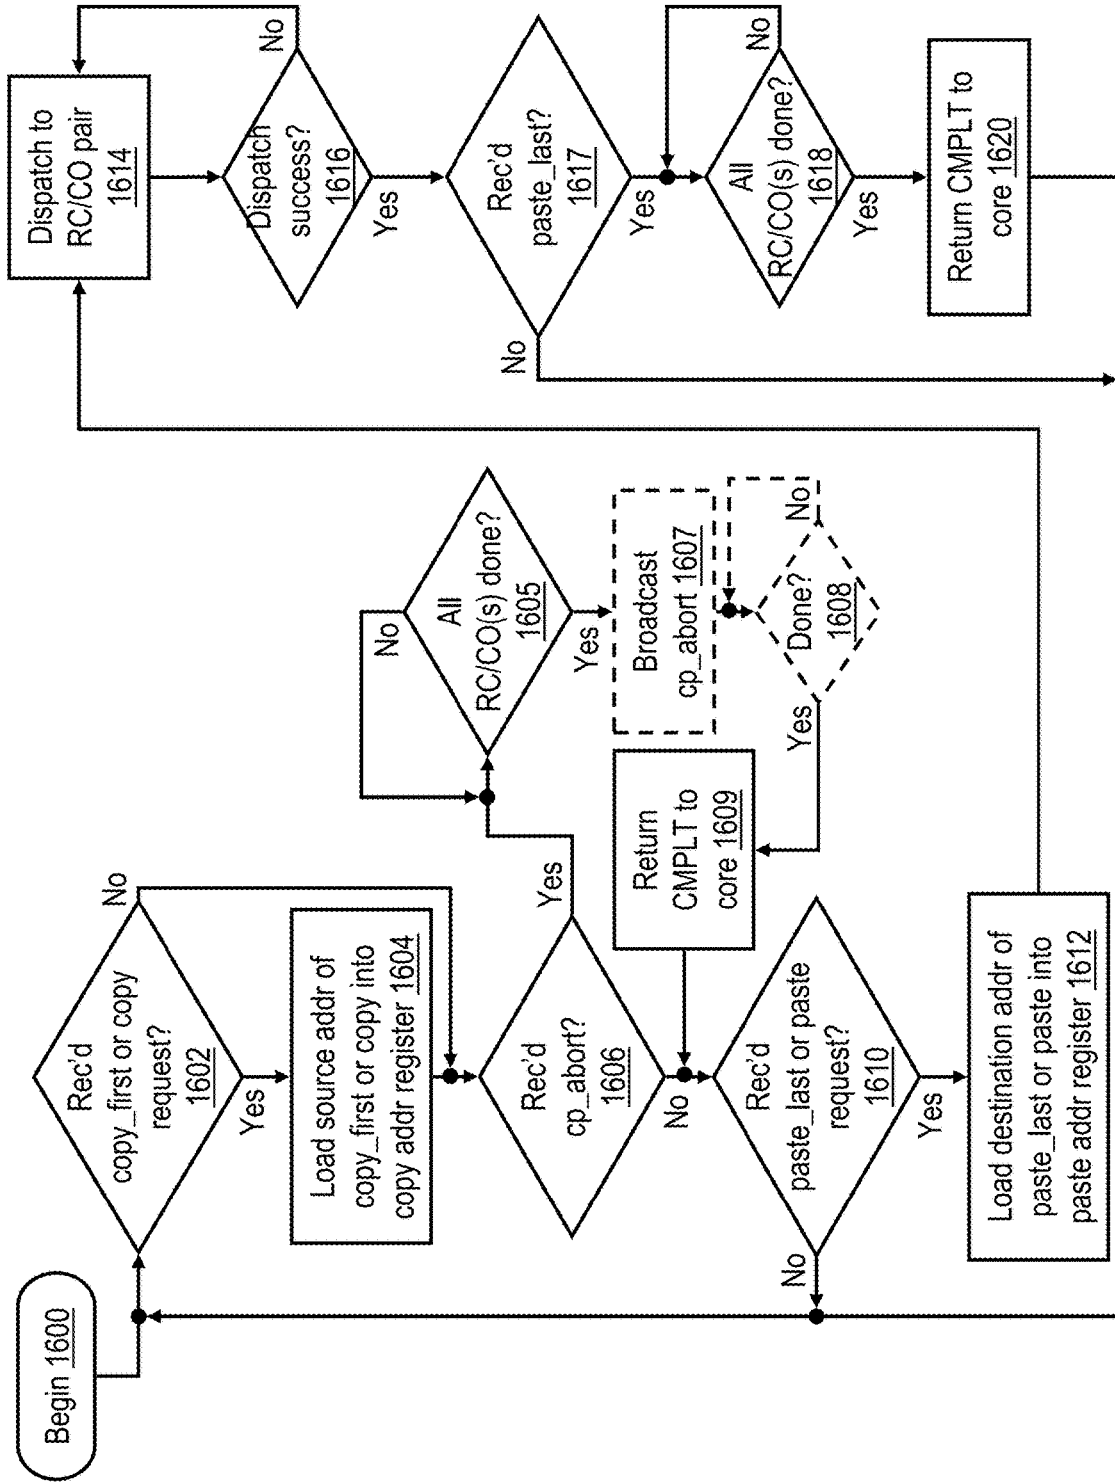 Begin 1600
Rec'd
copy_first or copy
request?
1602
No
Yes
Load source addr of
copy_first or copy into
copy addr register 1604
Rec'd
cp_abort?
1606
Yes
No
All
RC/CO(s) done?
1605
No
Yes
Broadcast
cp_abort 1607
Done?
1608
No
Yes
Return
CMPLT to
core 1609
Rec'd
paste_last or paste
request?
1610
No
Yes
Load destination addr of
paste_last or paste into
paste addr register 1612
Dispatch to
RC/CO pair
1614
Dispatch
success?
1616
No
Yes
Rec'd
paste_last?
1617
No
Yes
All
RC/CO(s) done?
1618
No
Yes
Return CMPLT to
core 1620